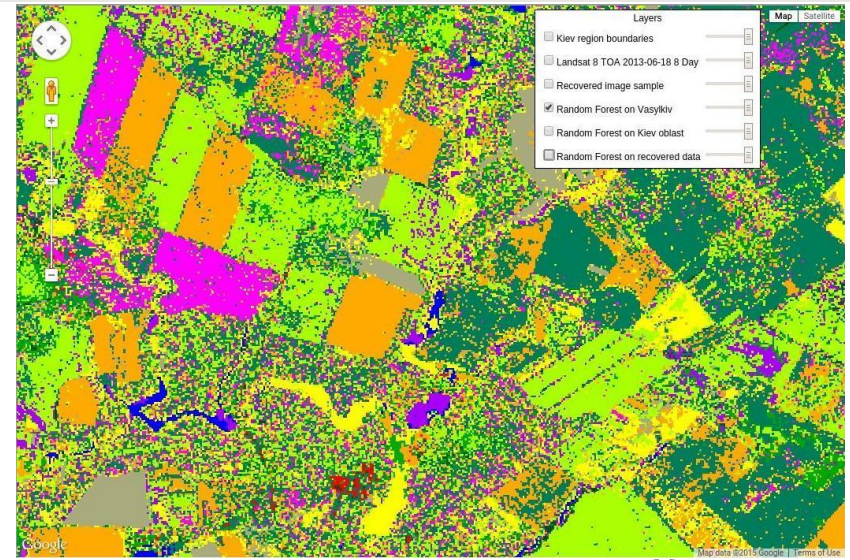 Layers
Map Satellite
Kiev region boundaries
Landsat 8 TOA 2013-06-18 8 Day
Recovered image sample
Random Forest on Vasylkiv
Random Forest on Kiev oblast
Random Forest on recovered data
Google
Map data ©2015 Google Terms of Use